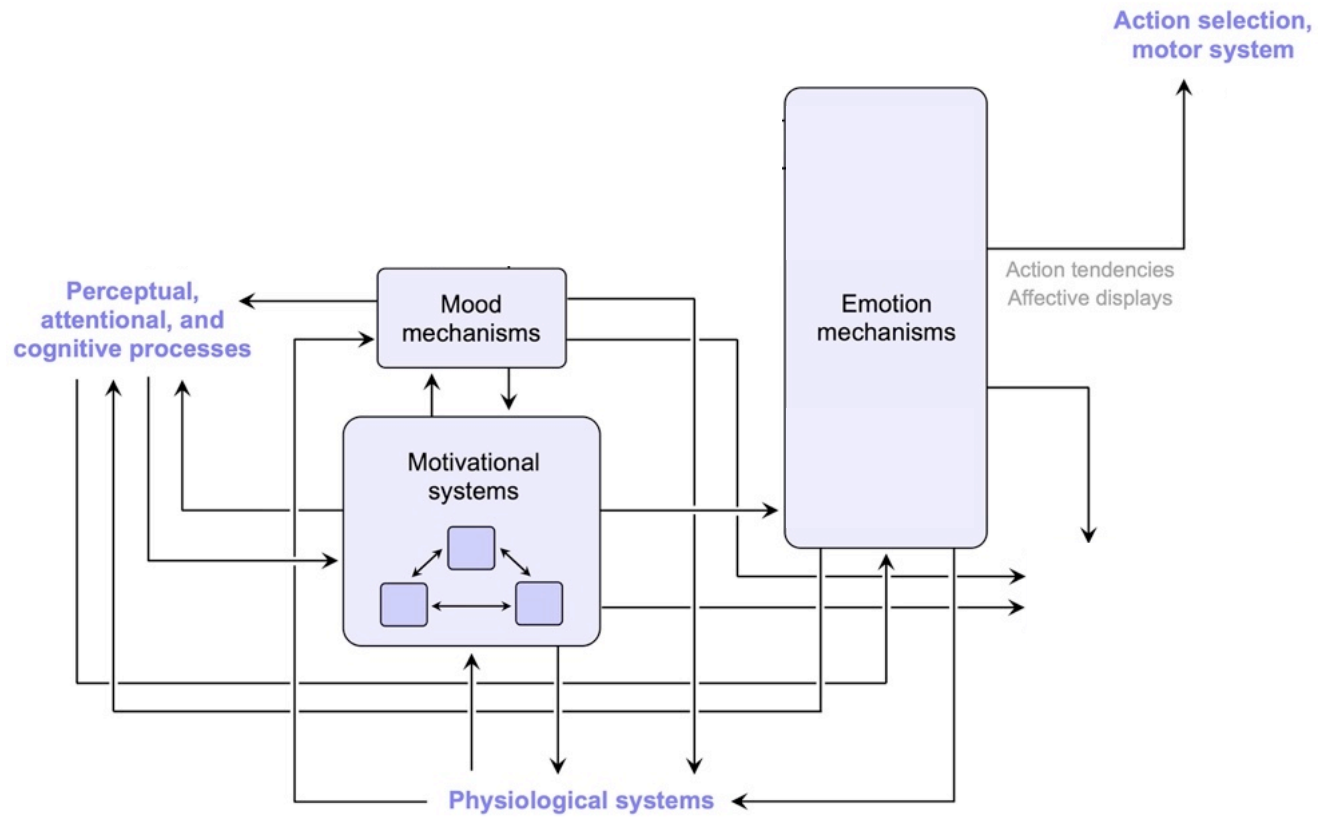 Action selection,
motor system
Perceptual,
attentional, and
cognitive processes
Mood
mechanisms
Emotion
mechanisms
Action tendencies
Affective displays
Motivational
systems
Physiological systems